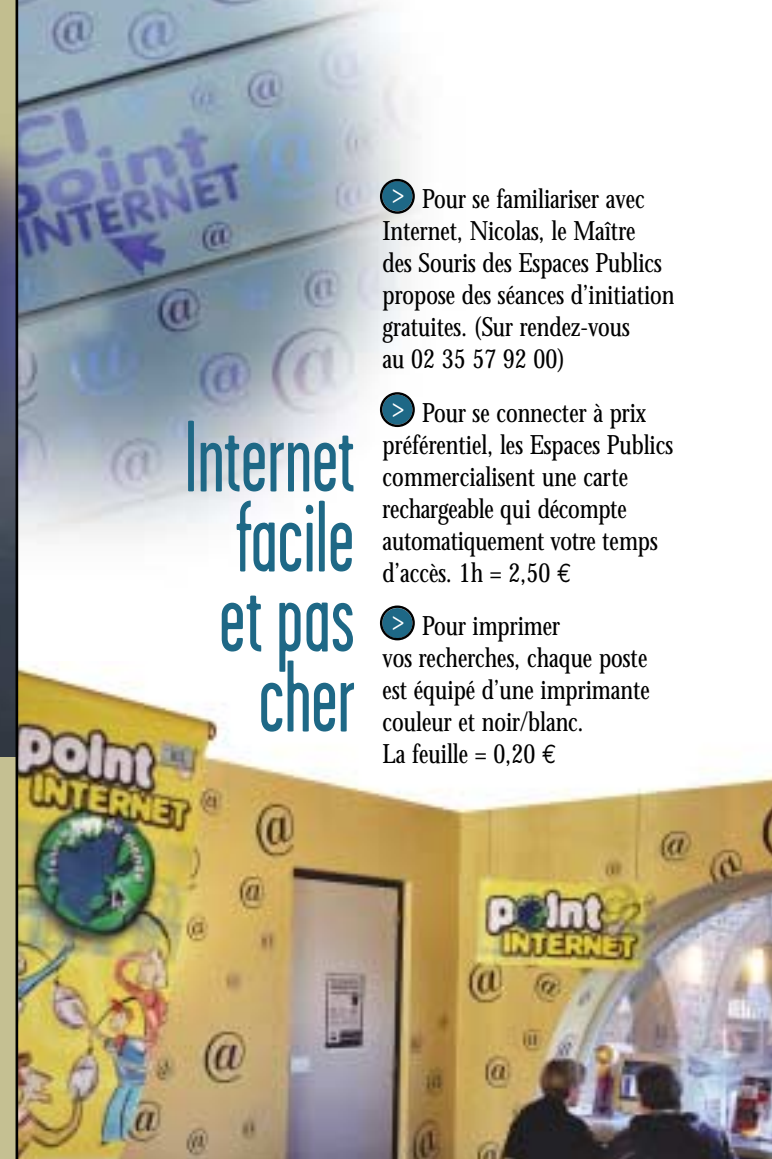 CI
point
INTERNET
Internet
facile
et pas
cher
> Pour se familiariser avec
Internet, Nicolas, le Maître
des Souris des Espaces Publics
propose des séances d'initiation
gratuites. (Sur rendez-vous
au 02 35 57 92 00)
> Pour se connecter à prix
préférentiel, les Espaces Publics
commercialisent une carte
rechargeable qui décompte
automatiquement votre temps
d'accès. 1h = 2,50 €
> Pour imprimer
vos recherches, chaque poste
est équipé d'une imprimante
couleur et noir/blanc.
La feuille = 0,20 €
point
INTERNET
point
INTERNET